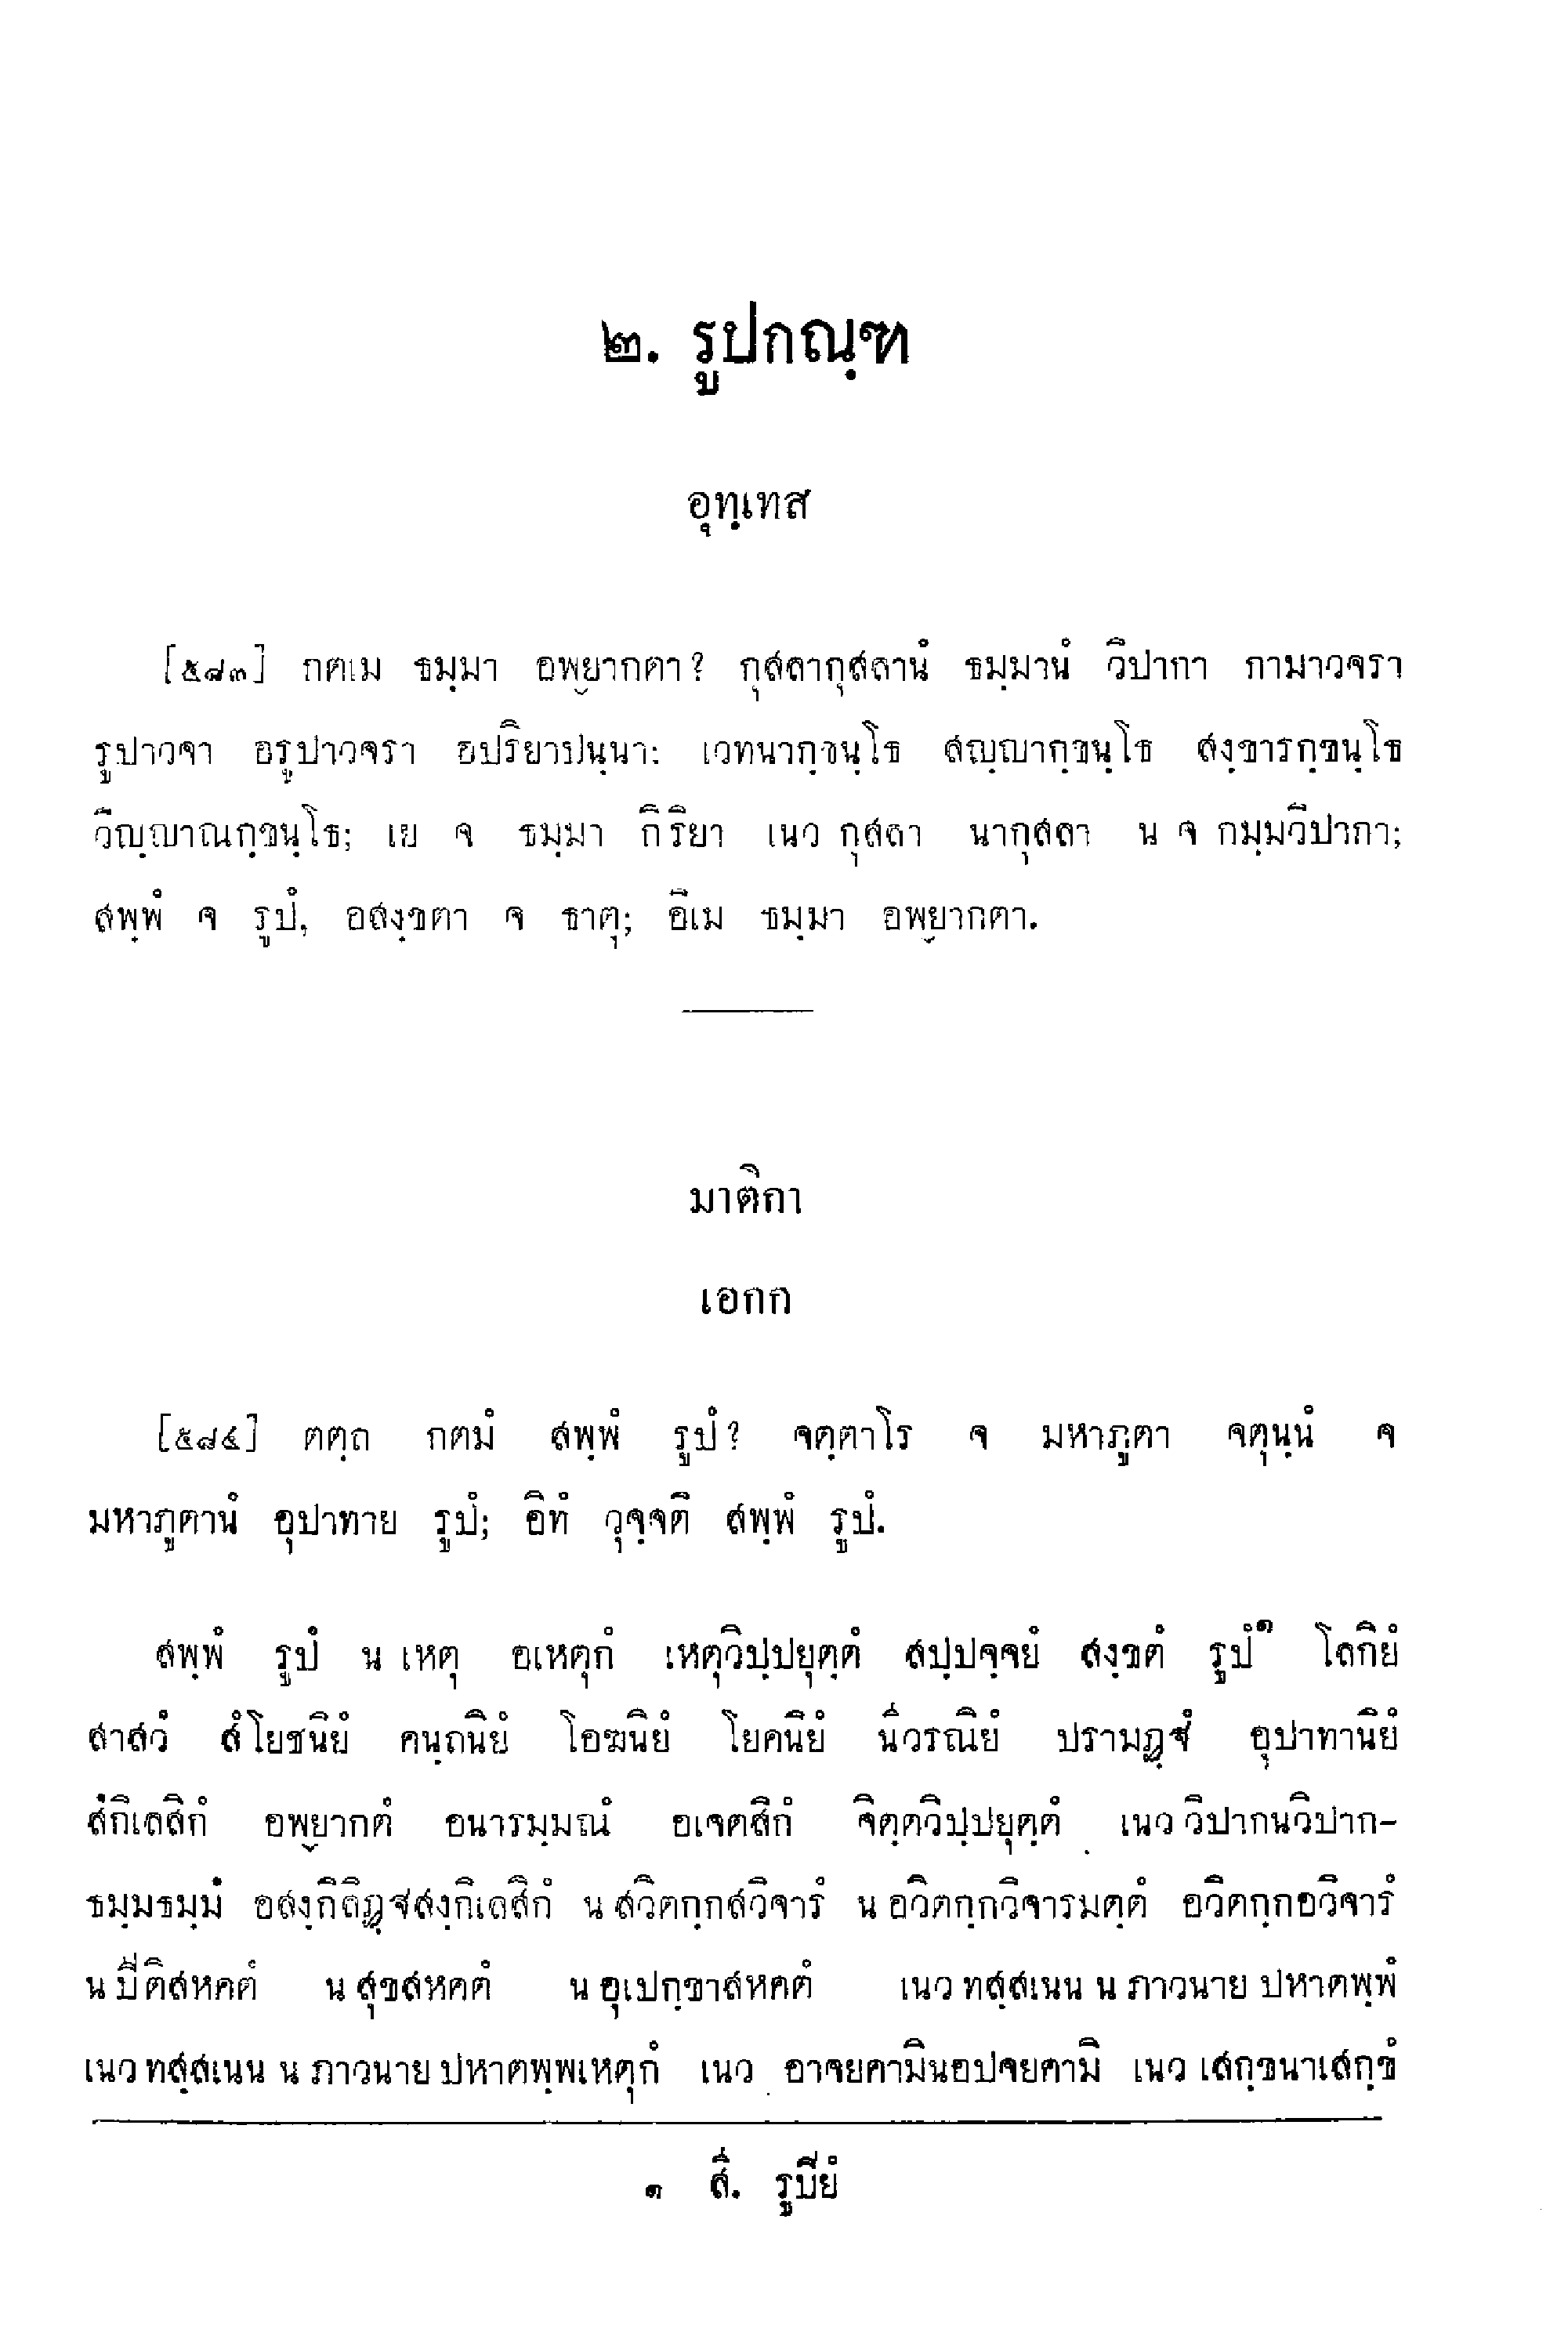 ๒. รูปกณฺฑ
อุทฺเทส
[๕๘๓] กตเม ธมฺมา อพฺยากตา? กุสลากุสลานํ ธมฺมานํ วิปากา กามาวจรา
รูปาวจา อรูปาวจรา อปริยาปนฺนา: เวทนากฺขนฺโธ สญฺญากฺขนฺโธ สงฺขารกฺขนฺโธ
วิญฺญาณกฺขนฺโธ; เย จ ธมฺมา กิริยา เนว กุสลา นากุสลา น จ กมฺมวิปากา;
สพฺพํ จ รูปํ, อสงฺขตา จ ธาตุ; อิเม ธมฺมา อพฺยากตา.
มาติกา
เอกก
[๕๘๔] ตตฺถ กตมํ สพฺพํ รูปํ? จตฺตาโร จ มหาภูตา จตุนฺนํ จ
มหาภูตานํ อุปาทาย รูปํ; อิทํ วุจฺจติ สพฺพํ รูปํ.
สพฺพํ รูปํ น เหตุ อเหตุกํ เหตุวิปฺปยุตฺตํ สปฺปจฺจยํ สงฺขตํ รูปํ๑ โลกิยํ
สาสวํ สํโยชนิยํ คนฺถนิยํ โอฆนิยํ โยคนิยํ นีวรณิยํ ปรามฏฺฐํ อุปาทานิยํ
สํกิเลสิกํ อพฺยากตํ อนารมฺมณํ อเจตสิกํ จิตฺตวิปฺปยุตฺตํ เนว วิปากนวิปาก-
ธมฺมธมฺมํ อสงฺกิลิฏฺฐสงฺกิเลสิกํ น สวิตกฺกสวิจารํ น อวิตกฺกวิจารมตฺตํ อวิตกฺกอวิจารํ
น ปีติสหคตํ น สุขสหคตํ น อุเปกฺขาสหคตํ เนว ทสฺสเนน น ภาวนาย ปหาตพฺพํ
เนว ทสฺสเนน น ภาวนาย ปหาตพฺพเหตุกํ เนว อาจยคามินอปจยคามิ เนว เสกฺขนาเสกฺขํ
๑ สี. รูปิยํ